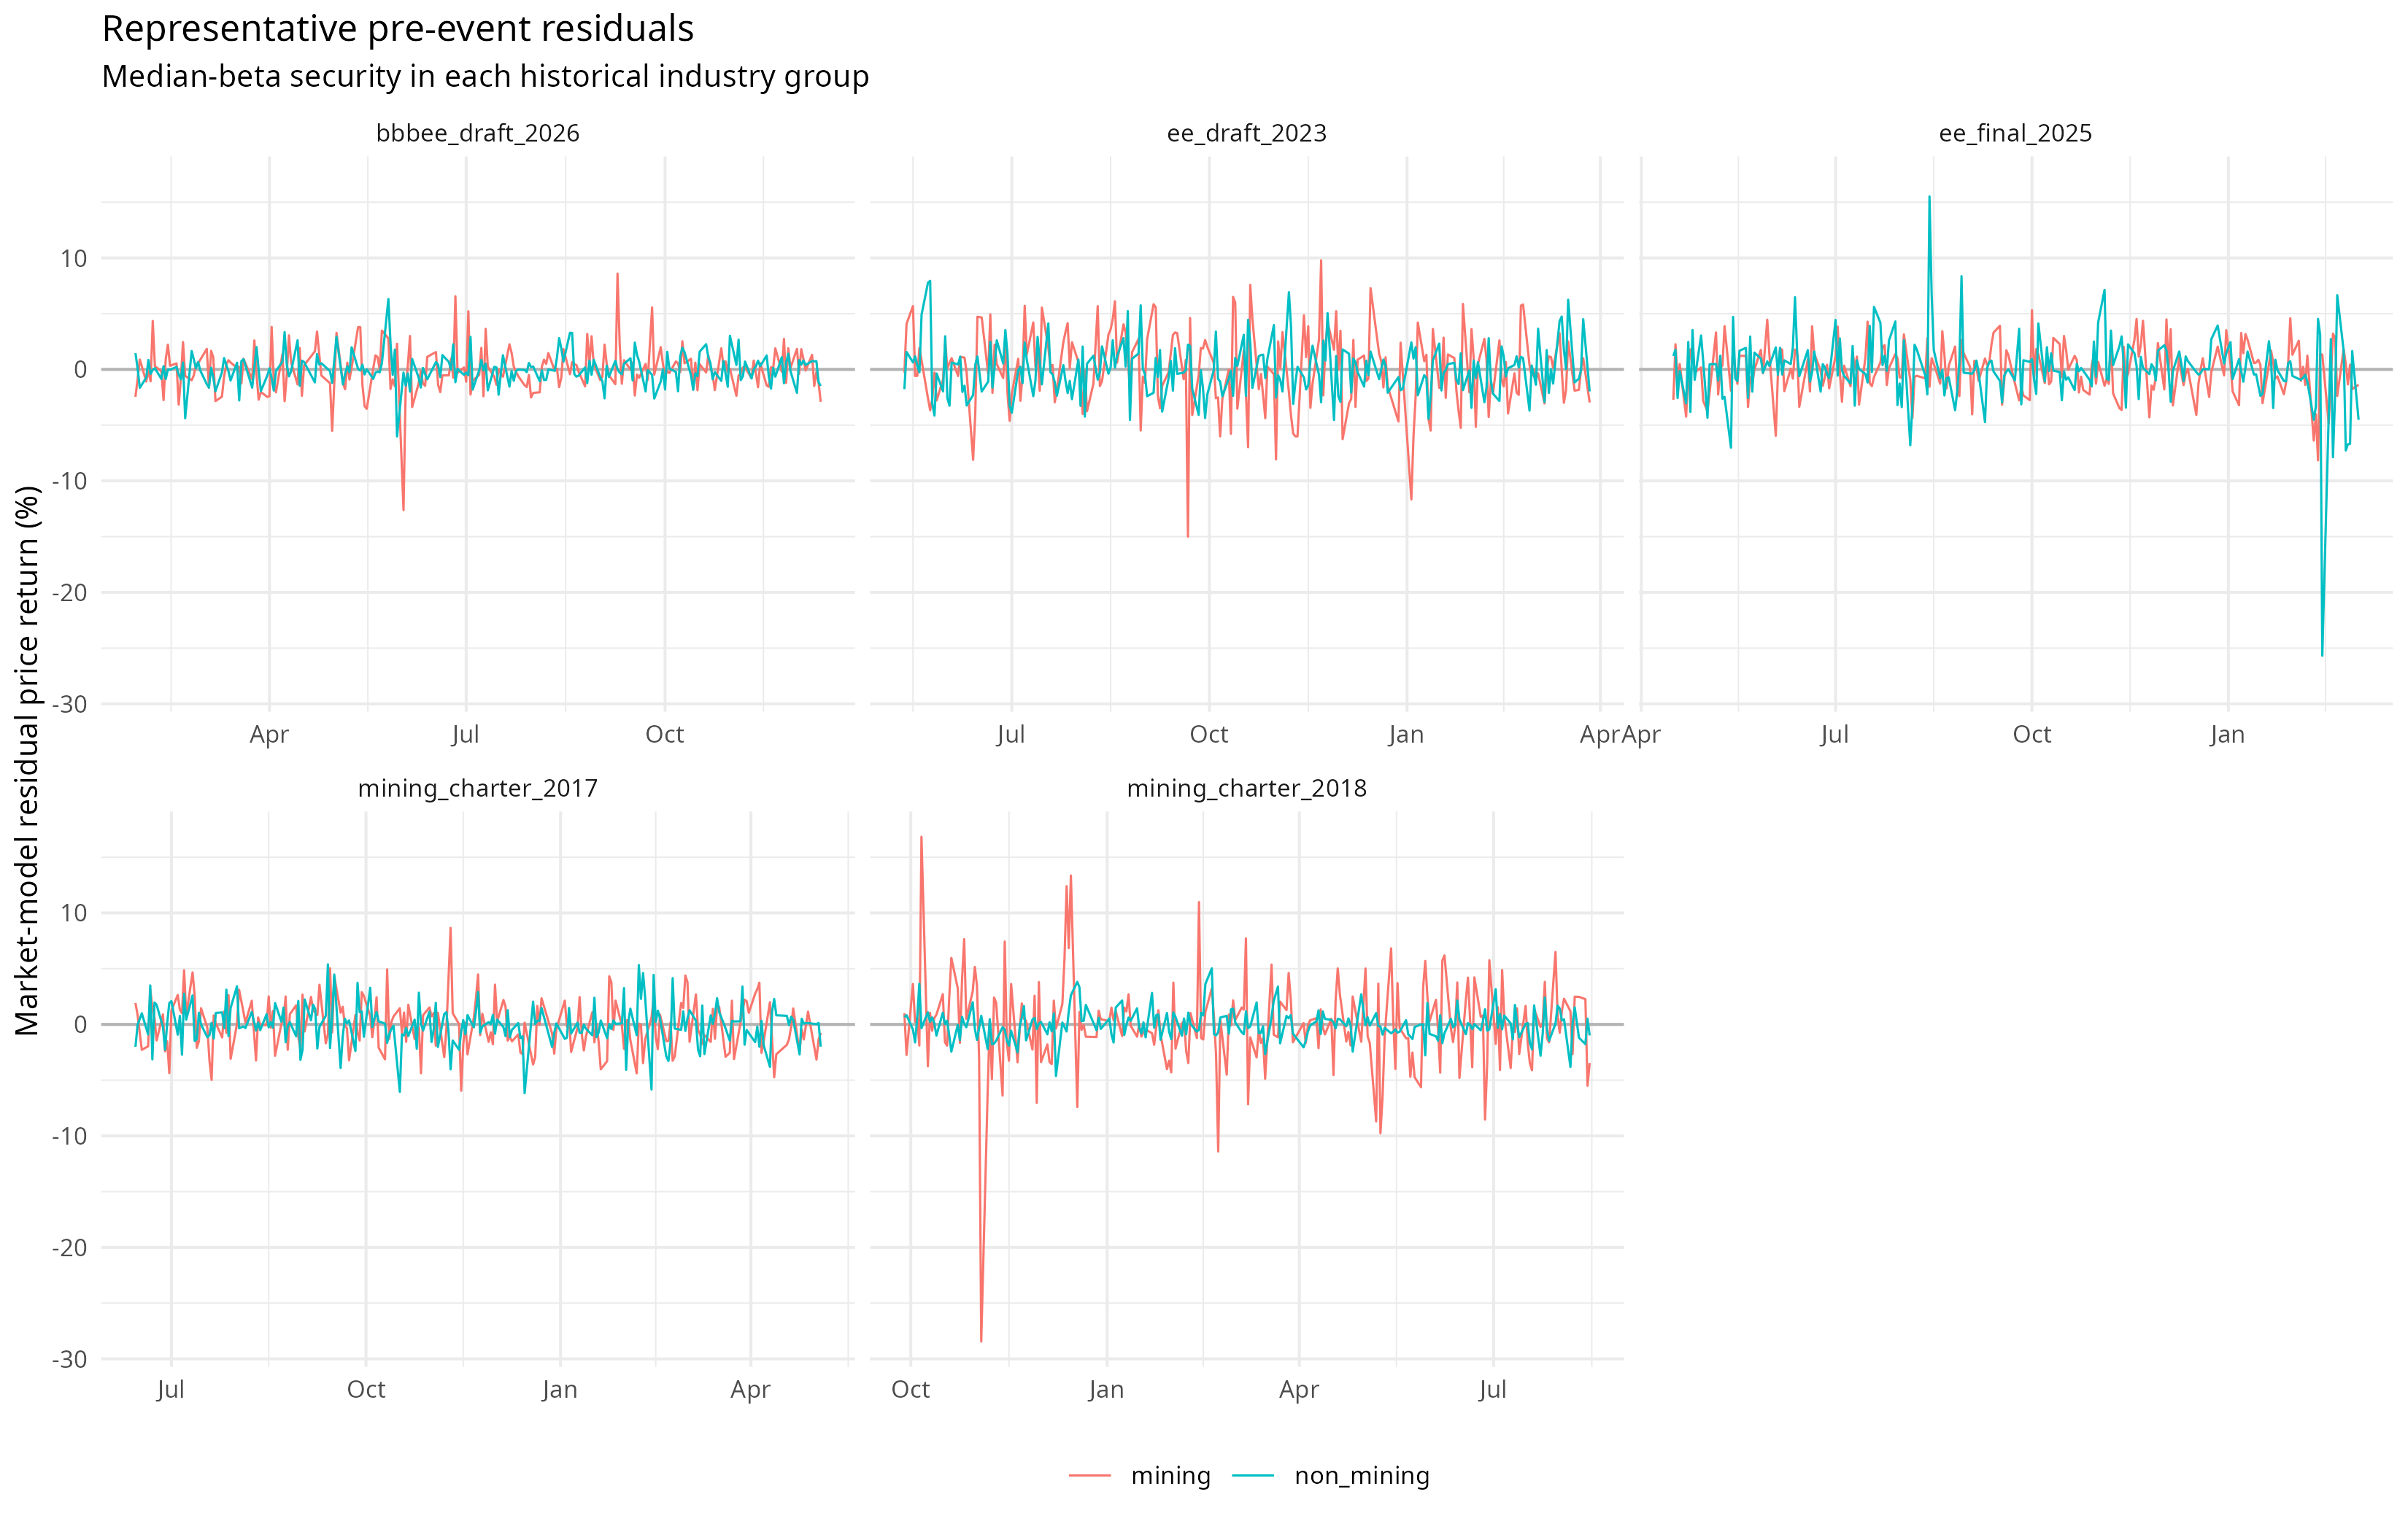 Representative pre-event residuals
Median-beta security in each historical industry group
bbbee_draft_2026
ee_draft_2023
ee_final_2025
Market-model residual price return (%)
10
0
-10
-20
-30
Apr
Jul
Oct
Jul
Oct
Jan
Apr
Apr
Jul
Oct
Jan
mining_charter_2017
mining_charter_2018
10
0
-10
-20
-30
Jul
Oct
Jan
Apr
Oct
Jan
Apr
Jul
mining
non_mining